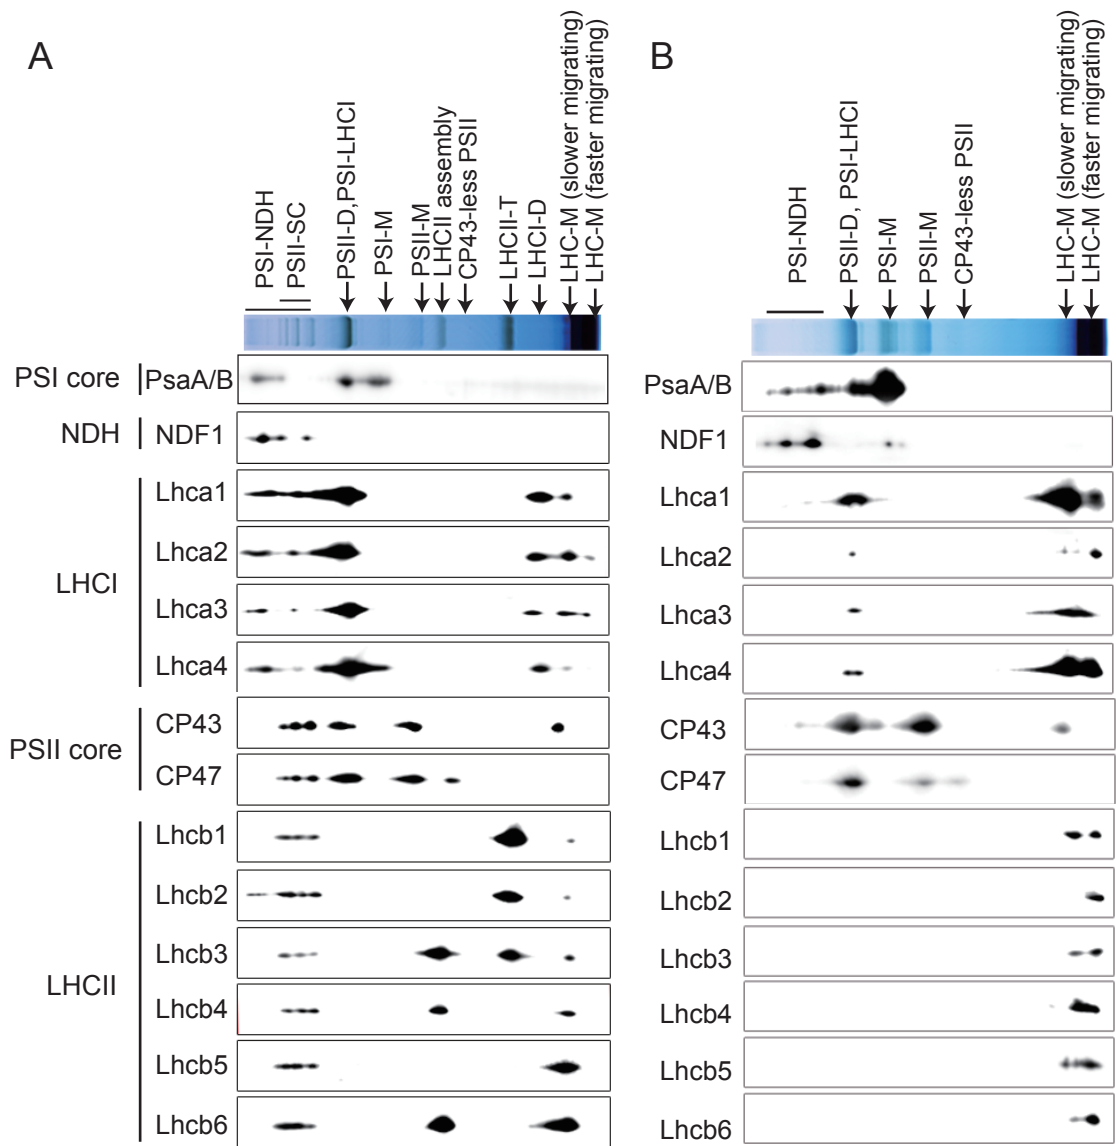 A
PSI-NDH
PSII-SC
PSII-D,PSI-LHCI
PSI-M
PSII-M
LHCII assembly
CP43-less PSII
LHCII-T
LHCI-D
LHC-M (slower migrating)
LHC-M (faster migrating)
PSI core
PsaA/B
NDH
NDF1
LHCI
Lhca1
Lhca2
Lhca3
Lhca4
PSII core
CP43
CP47
LHCII
Lhcb1
Lhcb2
Lhcb3
Lhcb4
Lhcb5
Lhcb6
B
PSI-NDH
PSII-D, PSI-LHCI
PSI-M
PSII-M
CP43-less PSII
LHC-M (slower migrating)
LHC-M (faster migrating)
PsaA/B
NDF1
Lhca1
Lhca2
Lhca3
Lhca4
CP43
CP47
Lhcb1
Lhcb2
Lhcb3
Lhcb4
Lhcb5
Lhcb6